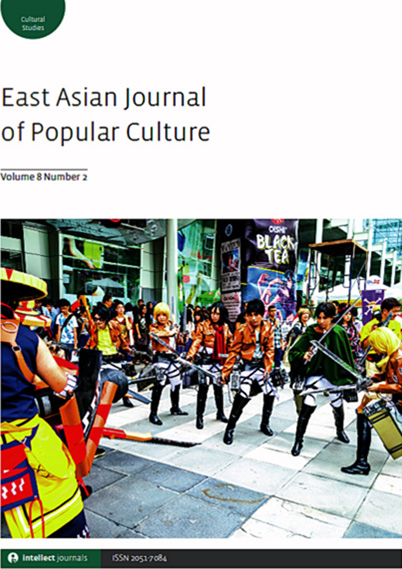 Cultural
Studies
East Asian Journal
of Popular Culture
Volume 8 Number 2
OISHI
BLACK
TEA
intellect journals
ISSN 2051-7084